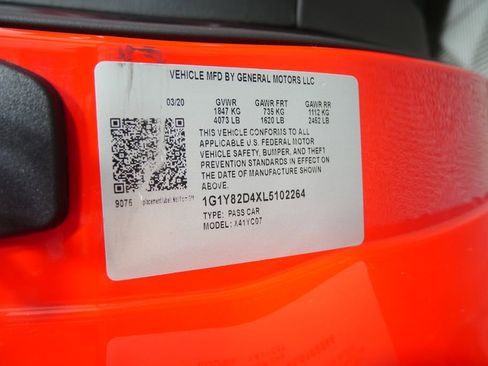 VEHICLE MFD BY GENERAL MOTORS LLC
03/20 GVWR GAWR FRT GAWR RR
1847 KG 735 KG 1112 KG
4073 LB 1620 LB 2452 LB
THIS VEHICLE CONFORMS TO ALL
APPLICABLE U.S. FEDERAL MOTOR
VEHICLE SAFETY, BUMPER, AND THEFT
PREVENTION STANDARDS IN EFFECT ON
THE DATE OF MANUFACTURE SHOWN
ABOVE.
1G1Y82D4XL5102264
9075
TYPE: PASS CAR
MODEL: X41YC07